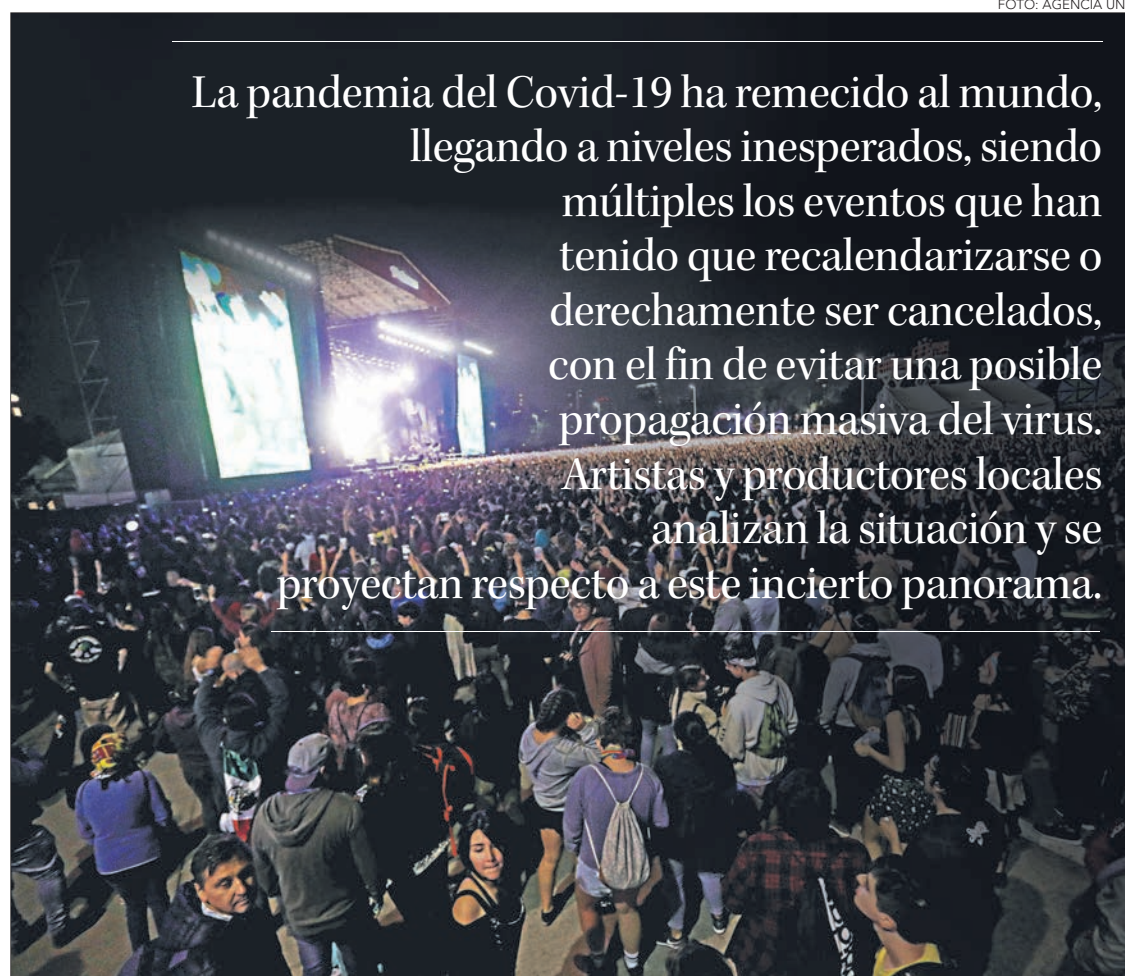 FOTO: AGENCIA UN
La pandemia del Covid-19 ha remecido al mundo,
llegando a niveles inesperados, siendo
múltiples los eventos que han
tenido que recalendarizarse o
derechamente ser cancelados,
con el fin de evitar una posible
propagación masiva del virus.
Artistas y productores locales
analizan la situación y se
proyectan respecto a este incierto panorama.